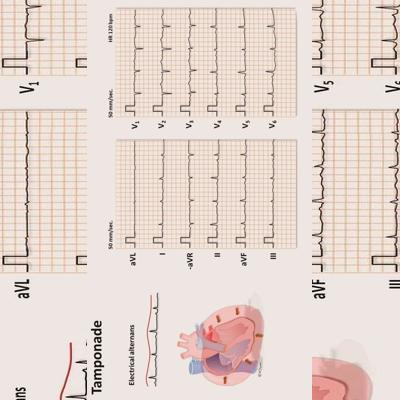 aVL
V1
ns
Tamponade
Electrical alternans
50 mm/sec.
aVL
I
-aVR
II
aVF
III
50 mm/sec.
HR 120 bpm
V1
V2
V3
V4
V5
V6
aVF
V5
III